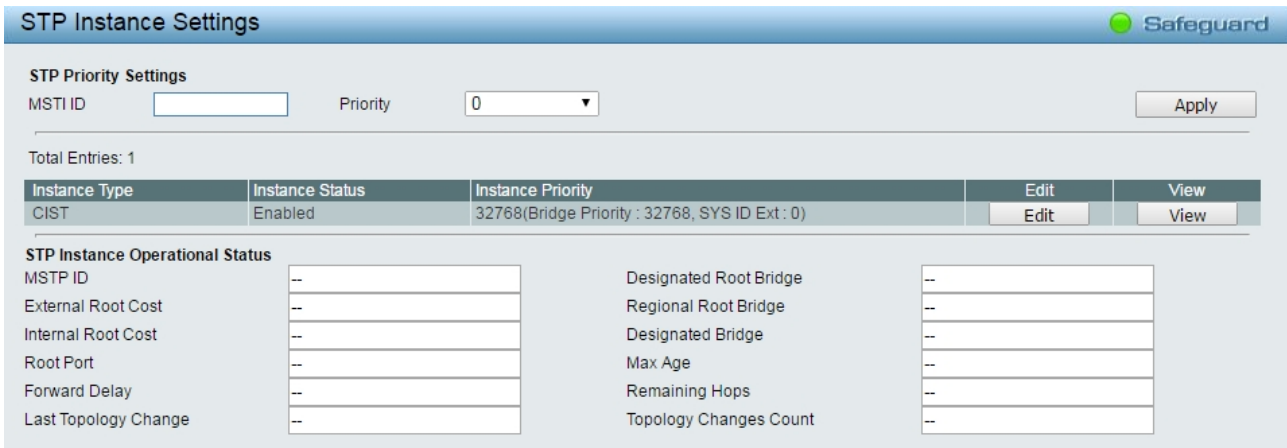 STP Instance Settings
Safeguard
STP Priority Settings
MSTI ID Priority 0 Apply
Total Entries: 1
Instance Type Instance Status Instance Priority Edit View
CIST Enabled 32768(Bridge Priority : 32768, SYS ID Ext : 0) Edit View
STP Instance Operational Status
MSTP ID -- Designated Root Bridge --
External Root Cost -- Regional Root Bridge --
Internal Root Cost -- Designated Bridge --
Root Port -- Max Age --
Forward Delay -- Remaining Hops --
Last Topology Change -- Topology Changes Count --